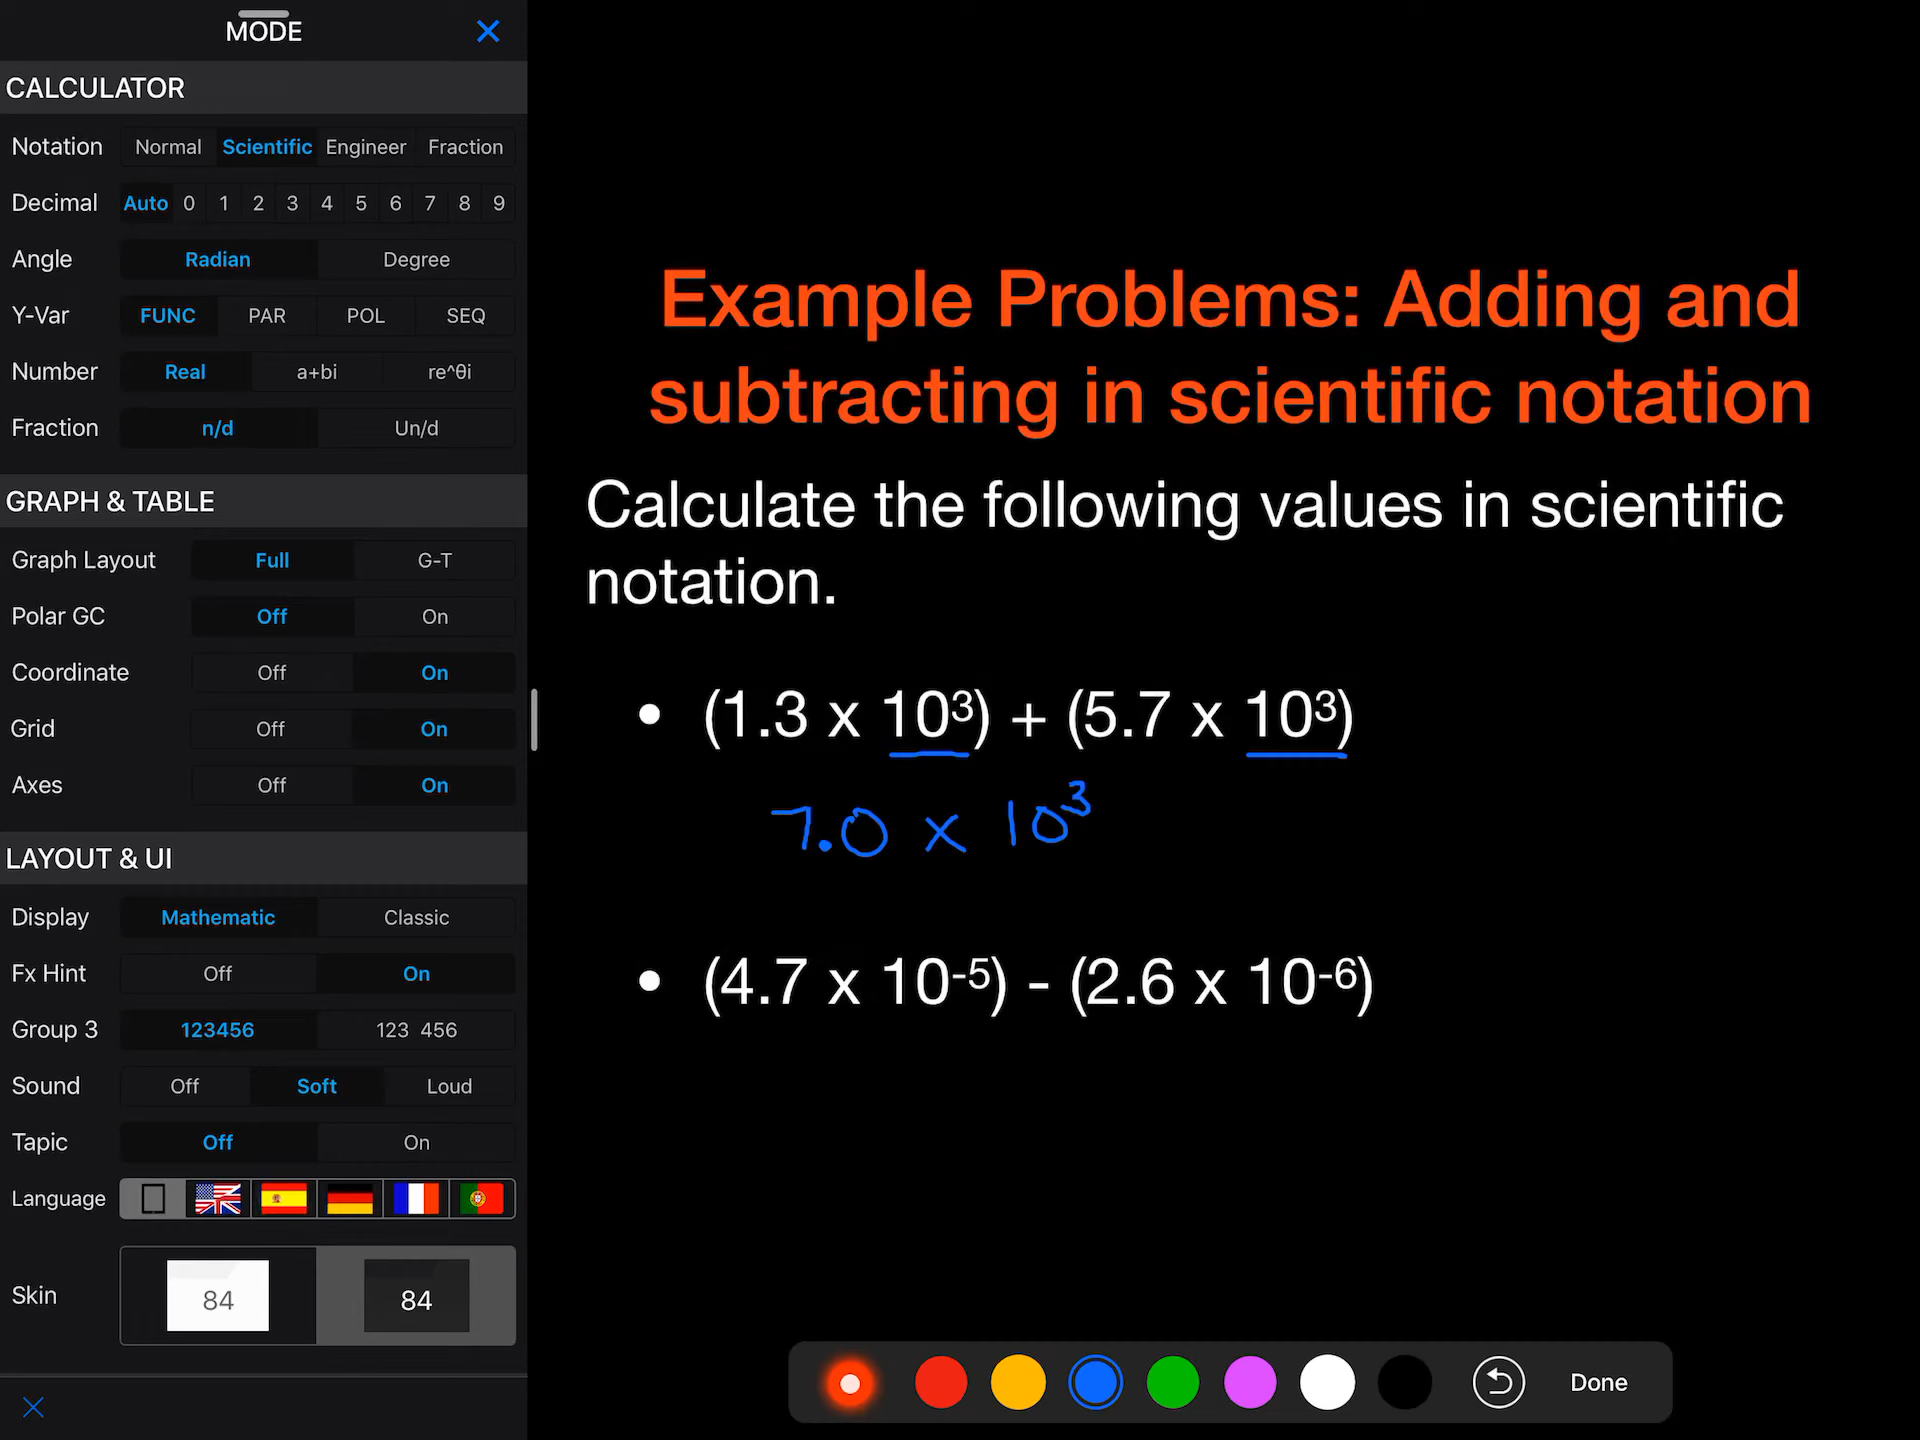 MODE
CALCULATOR
Notation Normal Scientific Engineer Fraction
Decimal Auto 0 1 2 3 4 5 6 7 8 9
Angle Radian Degree
Y-Var FUNC PAR POL SEQ
Number Real a+bi re^θi
Fraction n/d Un/d
GRAPH & TABLE
Graph Layout Full G-T
Polar GC Off On
Coordinate Off On
Grid Off On
Axes Off On
LAYOUT & UI
Display Mathematic Classic
Fx Hint Off On
Group 3 123456 123 456
Sound Off Soft Loud
Tapic Off On
Language
Skin 84 84
Example Problems: Adding and
subtracting in scientific notation
Calculate the following values in scientific
notation.
• (1.3 x 10³) + (5.7 x 10³)
7.0 x 10³
• (4.7 x 10⁻⁵) - (2.6 x 10⁻⁶)
Done